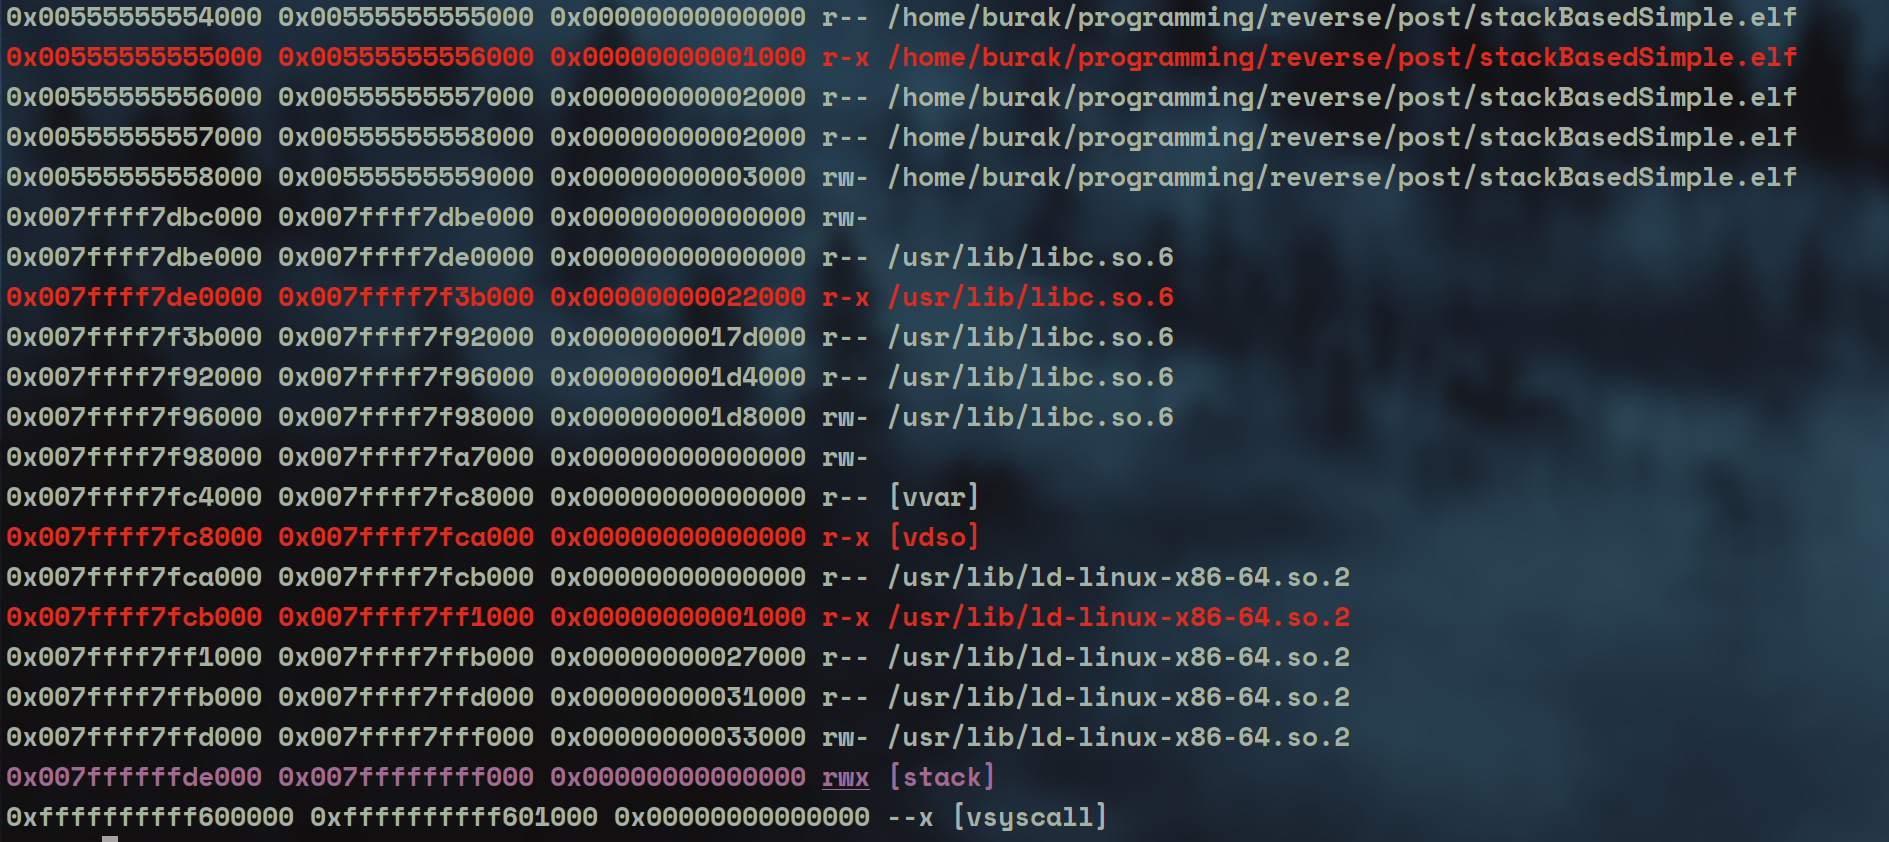 0x00555555554000 0x00555555555000 0x00000000000000 r-- /home/burak/programming/reverse/post/stackBasedSimple.elf
0x00555555555000 0x00555555556000 0x00000000001000 r-x /home/burak/programming/reverse/post/stackBasedSimple.elf
0x00555555556000 0x00555555557000 0x00000000002000 r-- /home/burak/programming/reverse/post/stackBasedSimple.elf
0x00555555557000 0x00555555558000 0x00000000002000 r-- /home/burak/programming/reverse/post/stackBasedSimple.elf
0x00555555558000 0x00555555559000 0x00000000003000 rw- /home/burak/programming/reverse/post/stackBasedSimple.elf
0x007ffff7dbc000 0x007ffff7dbe000 0x00000000000000 rw-
0x007ffff7dbe000 0x007ffff7de0000 0x00000000000000 r-- /usr/lib/libc.so.6
0x007ffff7de0000 0x007ffff7f3b000 0x00000000022000 r-x /usr/lib/libc.so.6
0x007ffff7f3b000 0x007ffff7f92000 0x0000000017d000 r-- /usr/lib/libc.so.6
0x007ffff7f92000 0x007ffff7f96000 0x000000001d4000 r-- /usr/lib/libc.so.6
0x007ffff7f96000 0x007ffff7f98000 0x000000001d8000 rw- /usr/lib/libc.so.6
0x007ffff7f98000 0x007ffff7fa7000 0x00000000000000 rw-
0x007ffff7fc4000 0x007ffff7fc8000 0x00000000000000 r-- [vvar]
0x007ffff7fc8000 0x007ffff7fca000 0x00000000000000 r-x [vdso]
0x007ffff7fca000 0x007ffff7fcb000 0x00000000000000 r-- /usr/lib/ld-linux-x86-64.so.2
0x007ffff7fcb000 0x007ffff7ff1000 0x00000000001000 r-x /usr/lib/ld-linux-x86-64.so.2
0x007ffff7ff1000 0x007ffff7ffb000 0x00000000027000 r-- /usr/lib/ld-linux-x86-64.so.2
0x007ffff7ffb000 0x007ffff7ffd000 0x00000000031000 r-- /usr/lib/ld-linux-x86-64.so.2
0x007ffff7ffd000 0x007ffff7fff000 0x00000000033000 rw- /usr/lib/ld-linux-x86-64.so.2
0x007ffffffde000 0x007ffffffff000 0x00000000000000 rwx [stack]
0xffffffffff600000 0xffffffffff601000 0x00000000000000 --x [vsyscall]